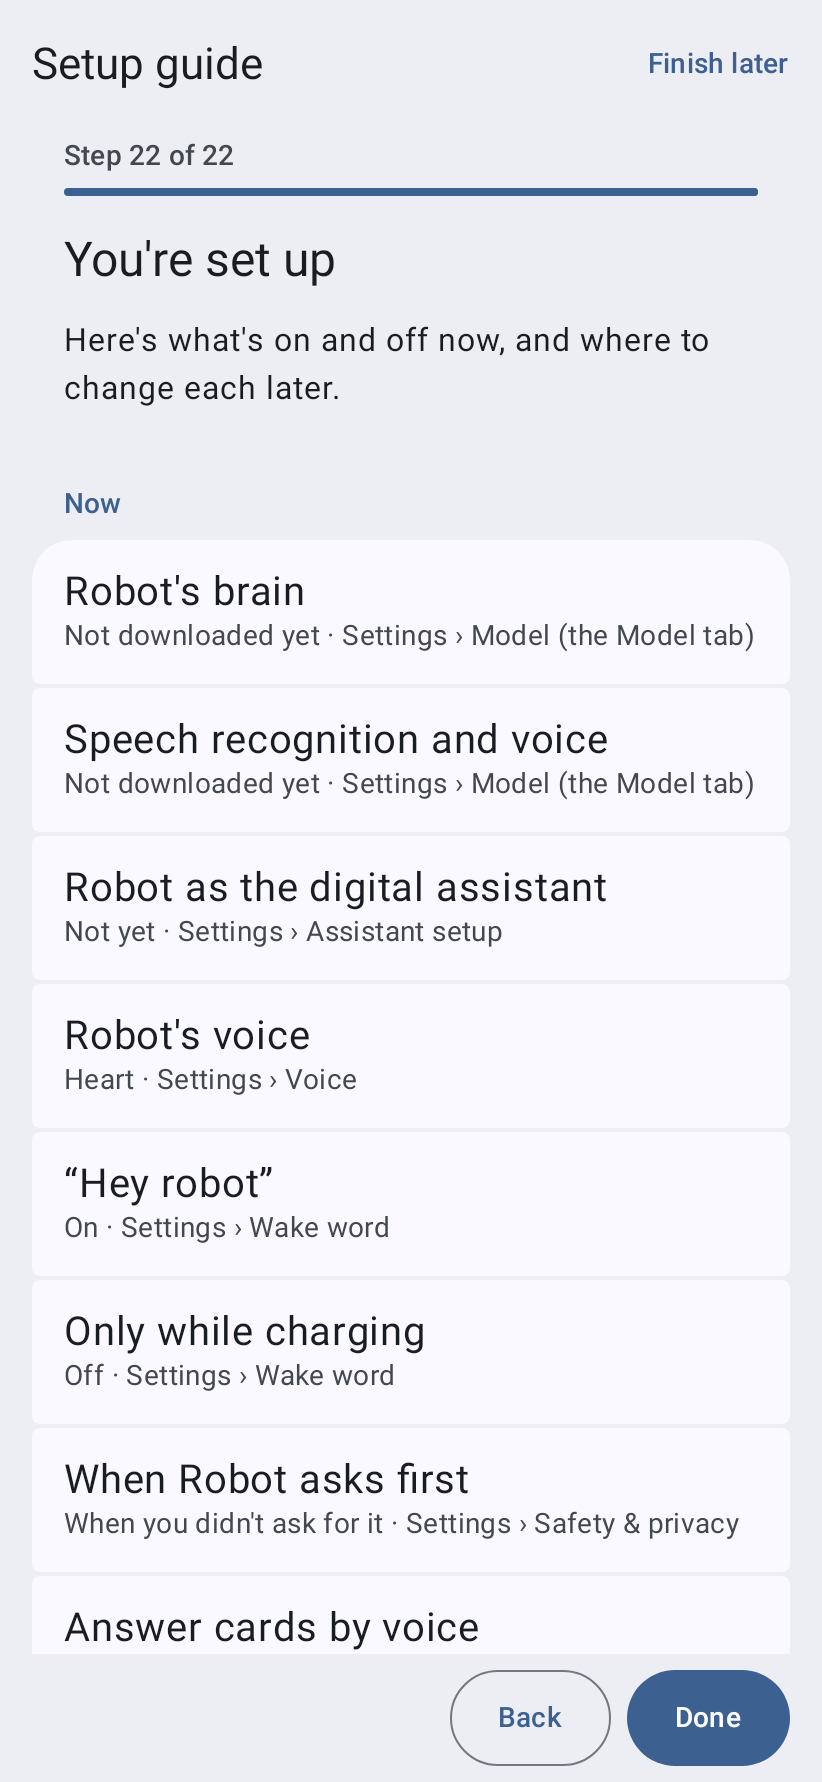 Setup guide
Finish later
Step 22 of 22
You're set up
Here's what's on and off now, and where to
change each later.
Now
Robot's brain
Not downloaded yet · Settings › Model (the Model tab)
Speech recognition and voice
Not downloaded yet · Settings › Model (the Model tab)
Robot as the digital assistant
Not yet · Settings › Assistant setup
Robot's voice
Heart · Settings › Voice
“Hey robot”
On · Settings › Wake word
Only while charging
Off · Settings › Wake word
When Robot asks first
When you didn't ask for it · Settings › Safety & privacy
Answer cards by voice
Back
Done